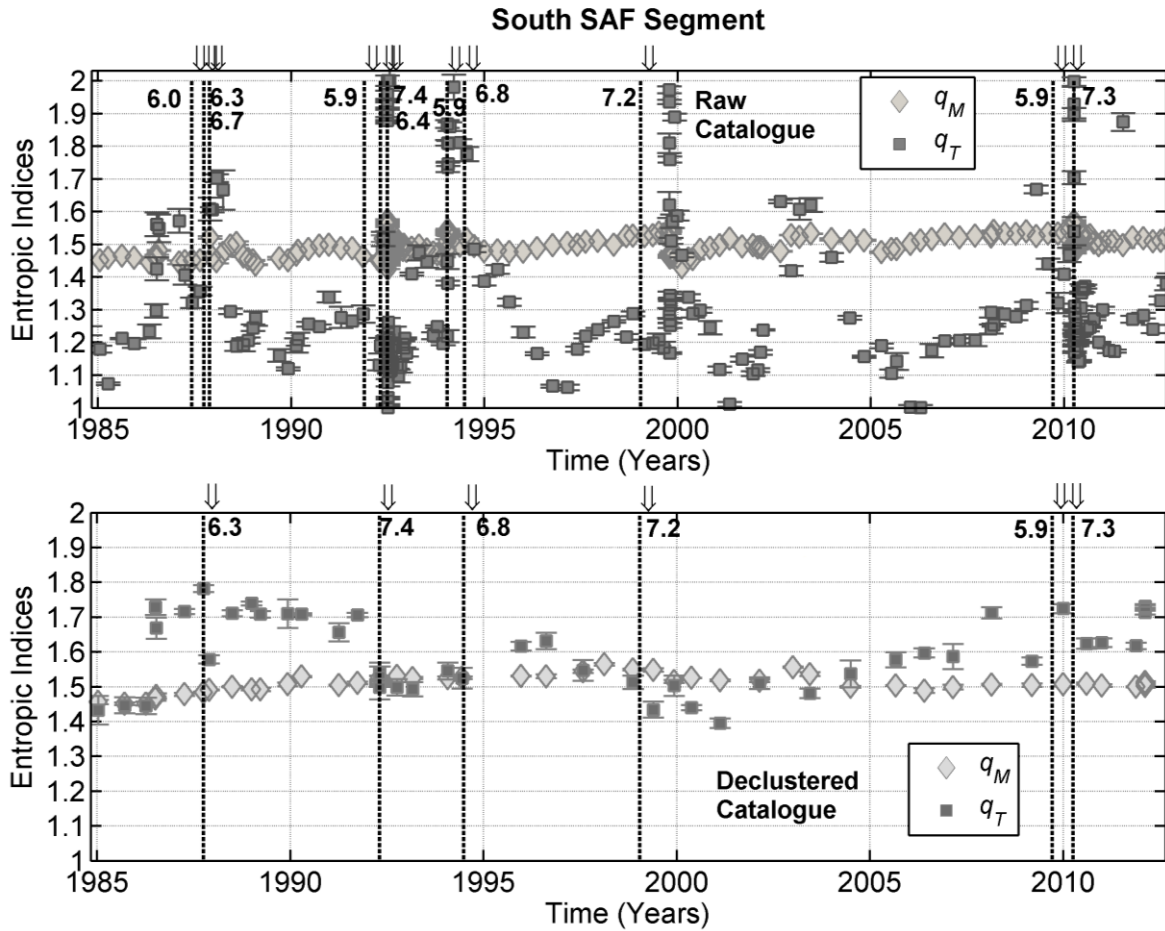 South SAF Segment
⇓ ⇓ ⇓ ⇓ ⇓ ⇓ ⇓ ⇓ ⇓ ⇓ ⇓
Entropic Indices
2
1.9
1.8
1.7
1.6
1.5
1.4
1.3
1.2
1.1
1
6.0 6.3 5.9 7.4 5.9 6.8 7.2 5.9 7.3
6.7 6.4
Raw
Catalogue
q_M
q_T
1985 1990 1995 2000 2005 2010
Time (Years)
⇓ ⇓ ⇓ ⇓ ⇓ ⇓
Entropic Indices
2
1.9
1.8
1.7
1.6
1.5
1.4
1.3
1.2
1.1
1
6.3 7.4 6.8 7.2 5.9 7.3
Declustered
Catalogue
q_M
q_T
1985 1990 1995 2000 2005 2010
Time (Years)